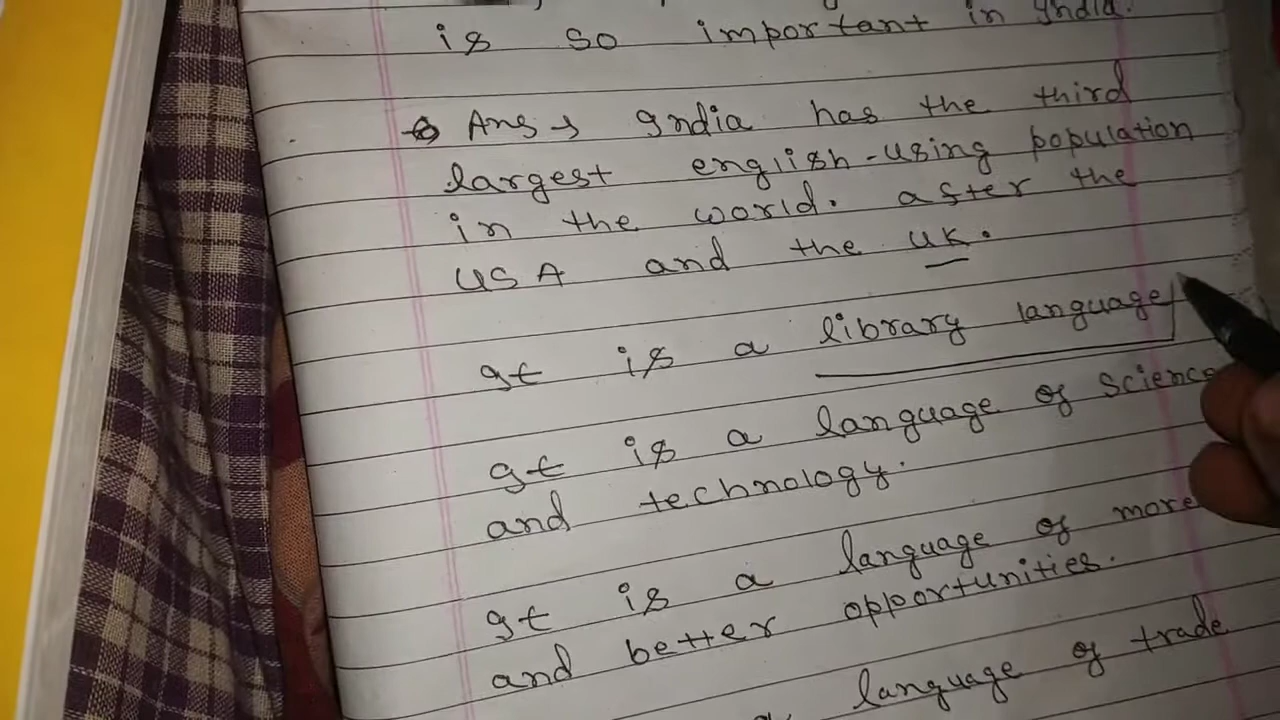 is so important in India.
Ans → India has the third
largest english-using population
in the world. after the
USA and the UK.
It is a library language
It is a language of science
and technology.
It is a language of more
and better opportunities.
language of trade